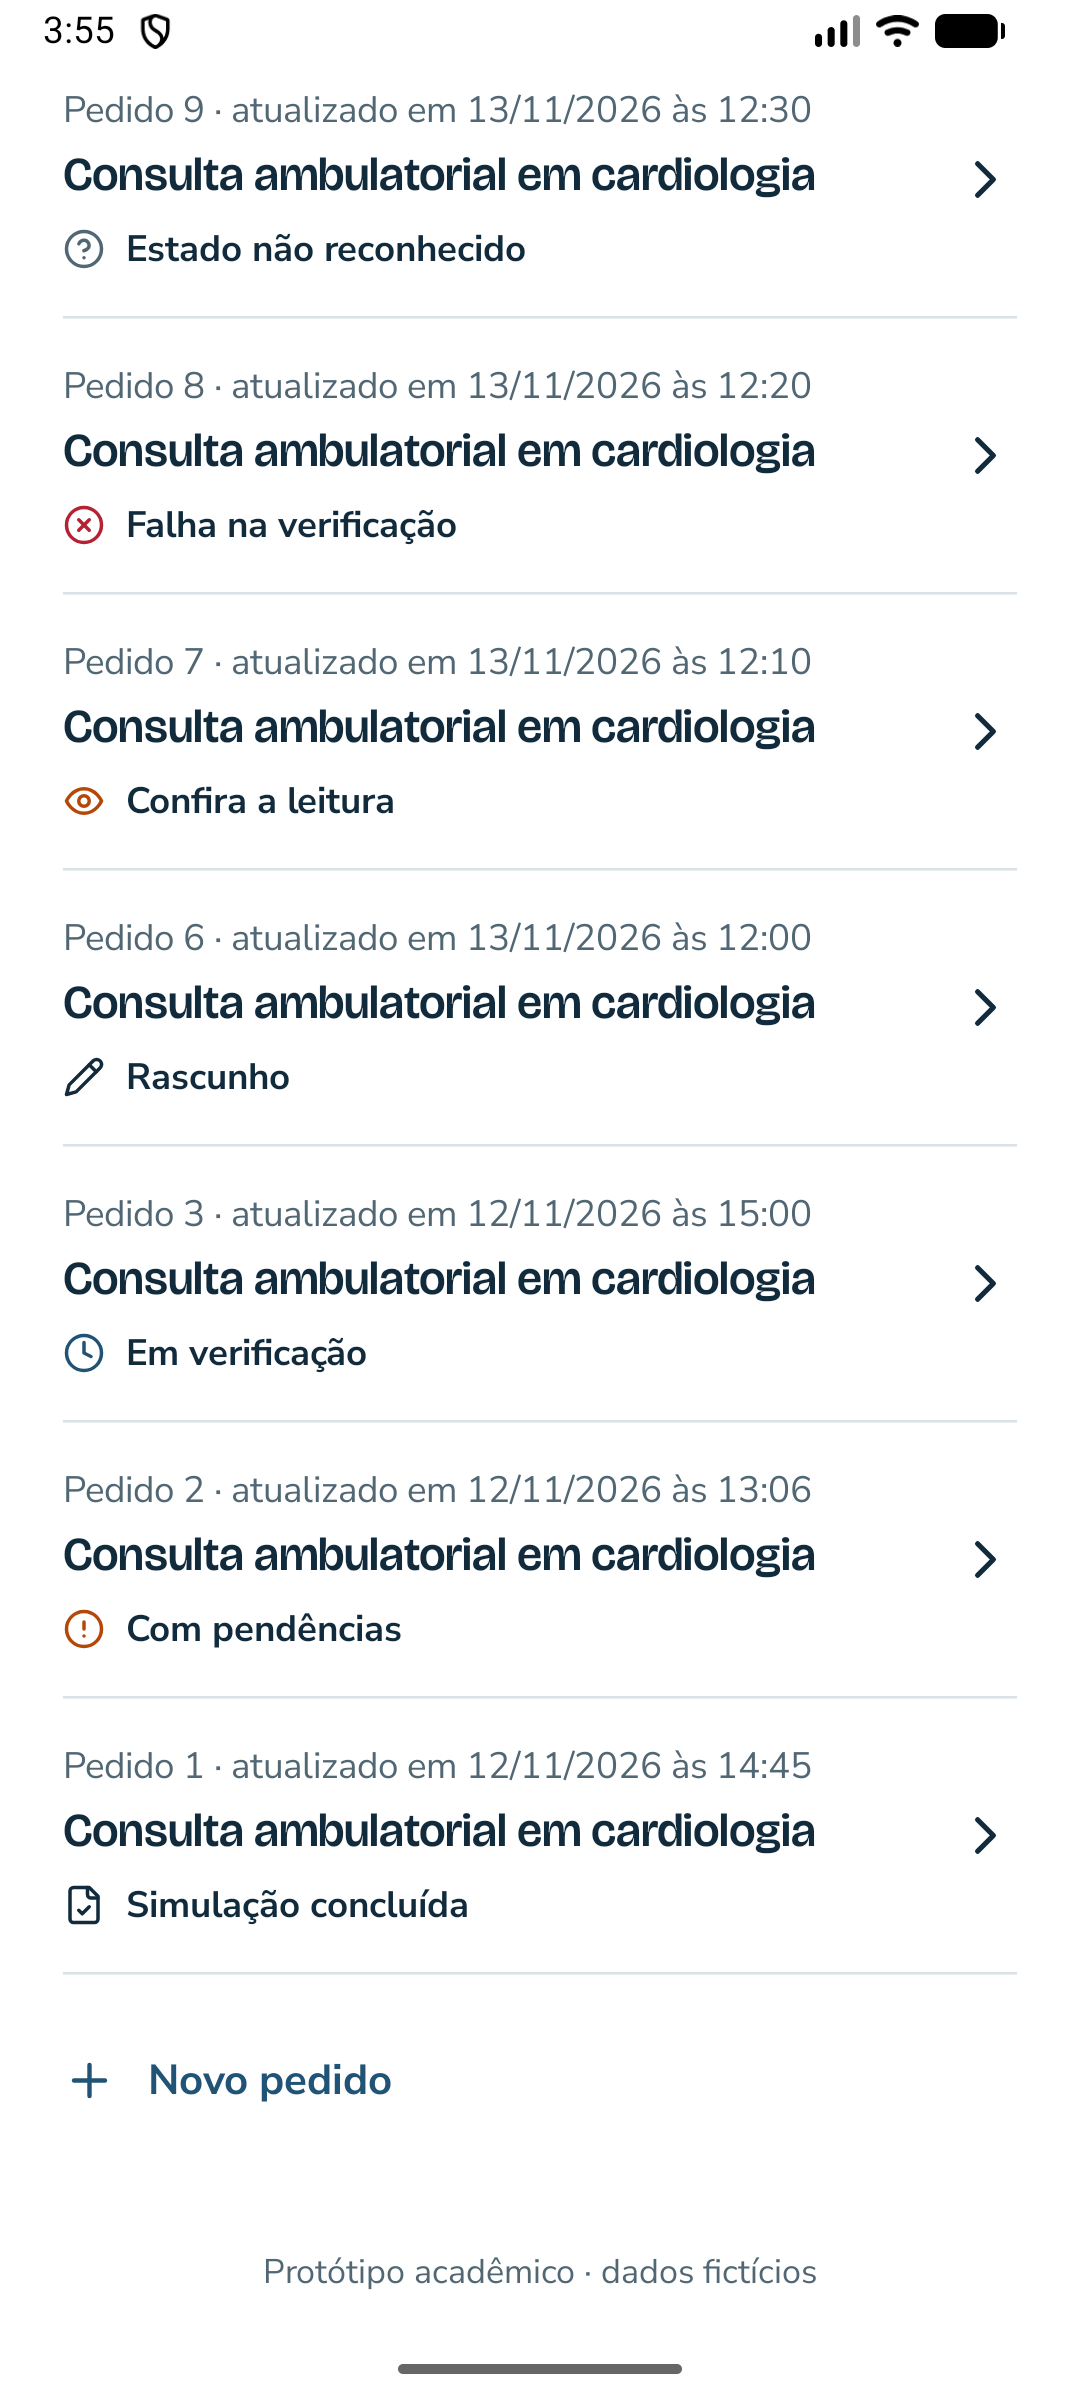 3:55
Pedido 9 · atualizado em 13/11/2026 às 12:30
Consulta ambulatorial em cardiologia
Estado não reconhecido
Pedido 8 · atualizado em 13/11/2026 às 12:20
Consulta ambulatorial em cardiologia
Falha na verificação
Pedido 7 · atualizado em 13/11/2026 às 12:10
Consulta ambulatorial em cardiologia
Confira a leitura
Pedido 6 · atualizado em 13/11/2026 às 12:00
Consulta ambulatorial em cardiologia
Rascunho
Pedido 3 · atualizado em 12/11/2026 às 15:00
Consulta ambulatorial em cardiologia
Em verificação
Pedido 2 · atualizado em 12/11/2026 às 13:06
Consulta ambulatorial em cardiologia
Com pendências
Pedido 1 · atualizado em 12/11/2026 às 14:45
Consulta ambulatorial em cardiologia
Simulação concluída
Novo pedido
Protótipo acadêmico · dados fictícios